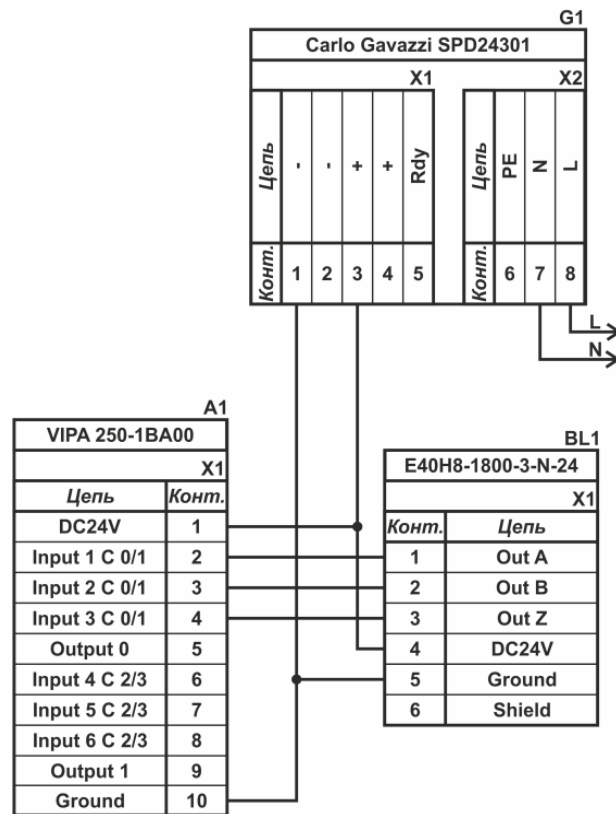 G1
Carlo Gavazzi SPD24301
X1 X2
Цепь - - + + Rdy Цепь PE N L
Конт. 1 2 3 4 5 Конт. 6 7 8
L
N
A1
VIPA 250-1BA00
X1
Цепь Конт.
DC24V 1
Input 1 C 0/1 2
Input 2 C 0/1 3
Input 3 C 0/1 4
Output 0 5
Input 4 C 2/3 6
Input 5 C 2/3 7
Input 6 C 2/3 8
Output 1 9
Ground 10
BL1
E40H8-1800-3-N-24
X1
Конт. Цепь
1 Out A
2 Out B
3 Out Z
4 DC24V
5 Ground
6 Shield